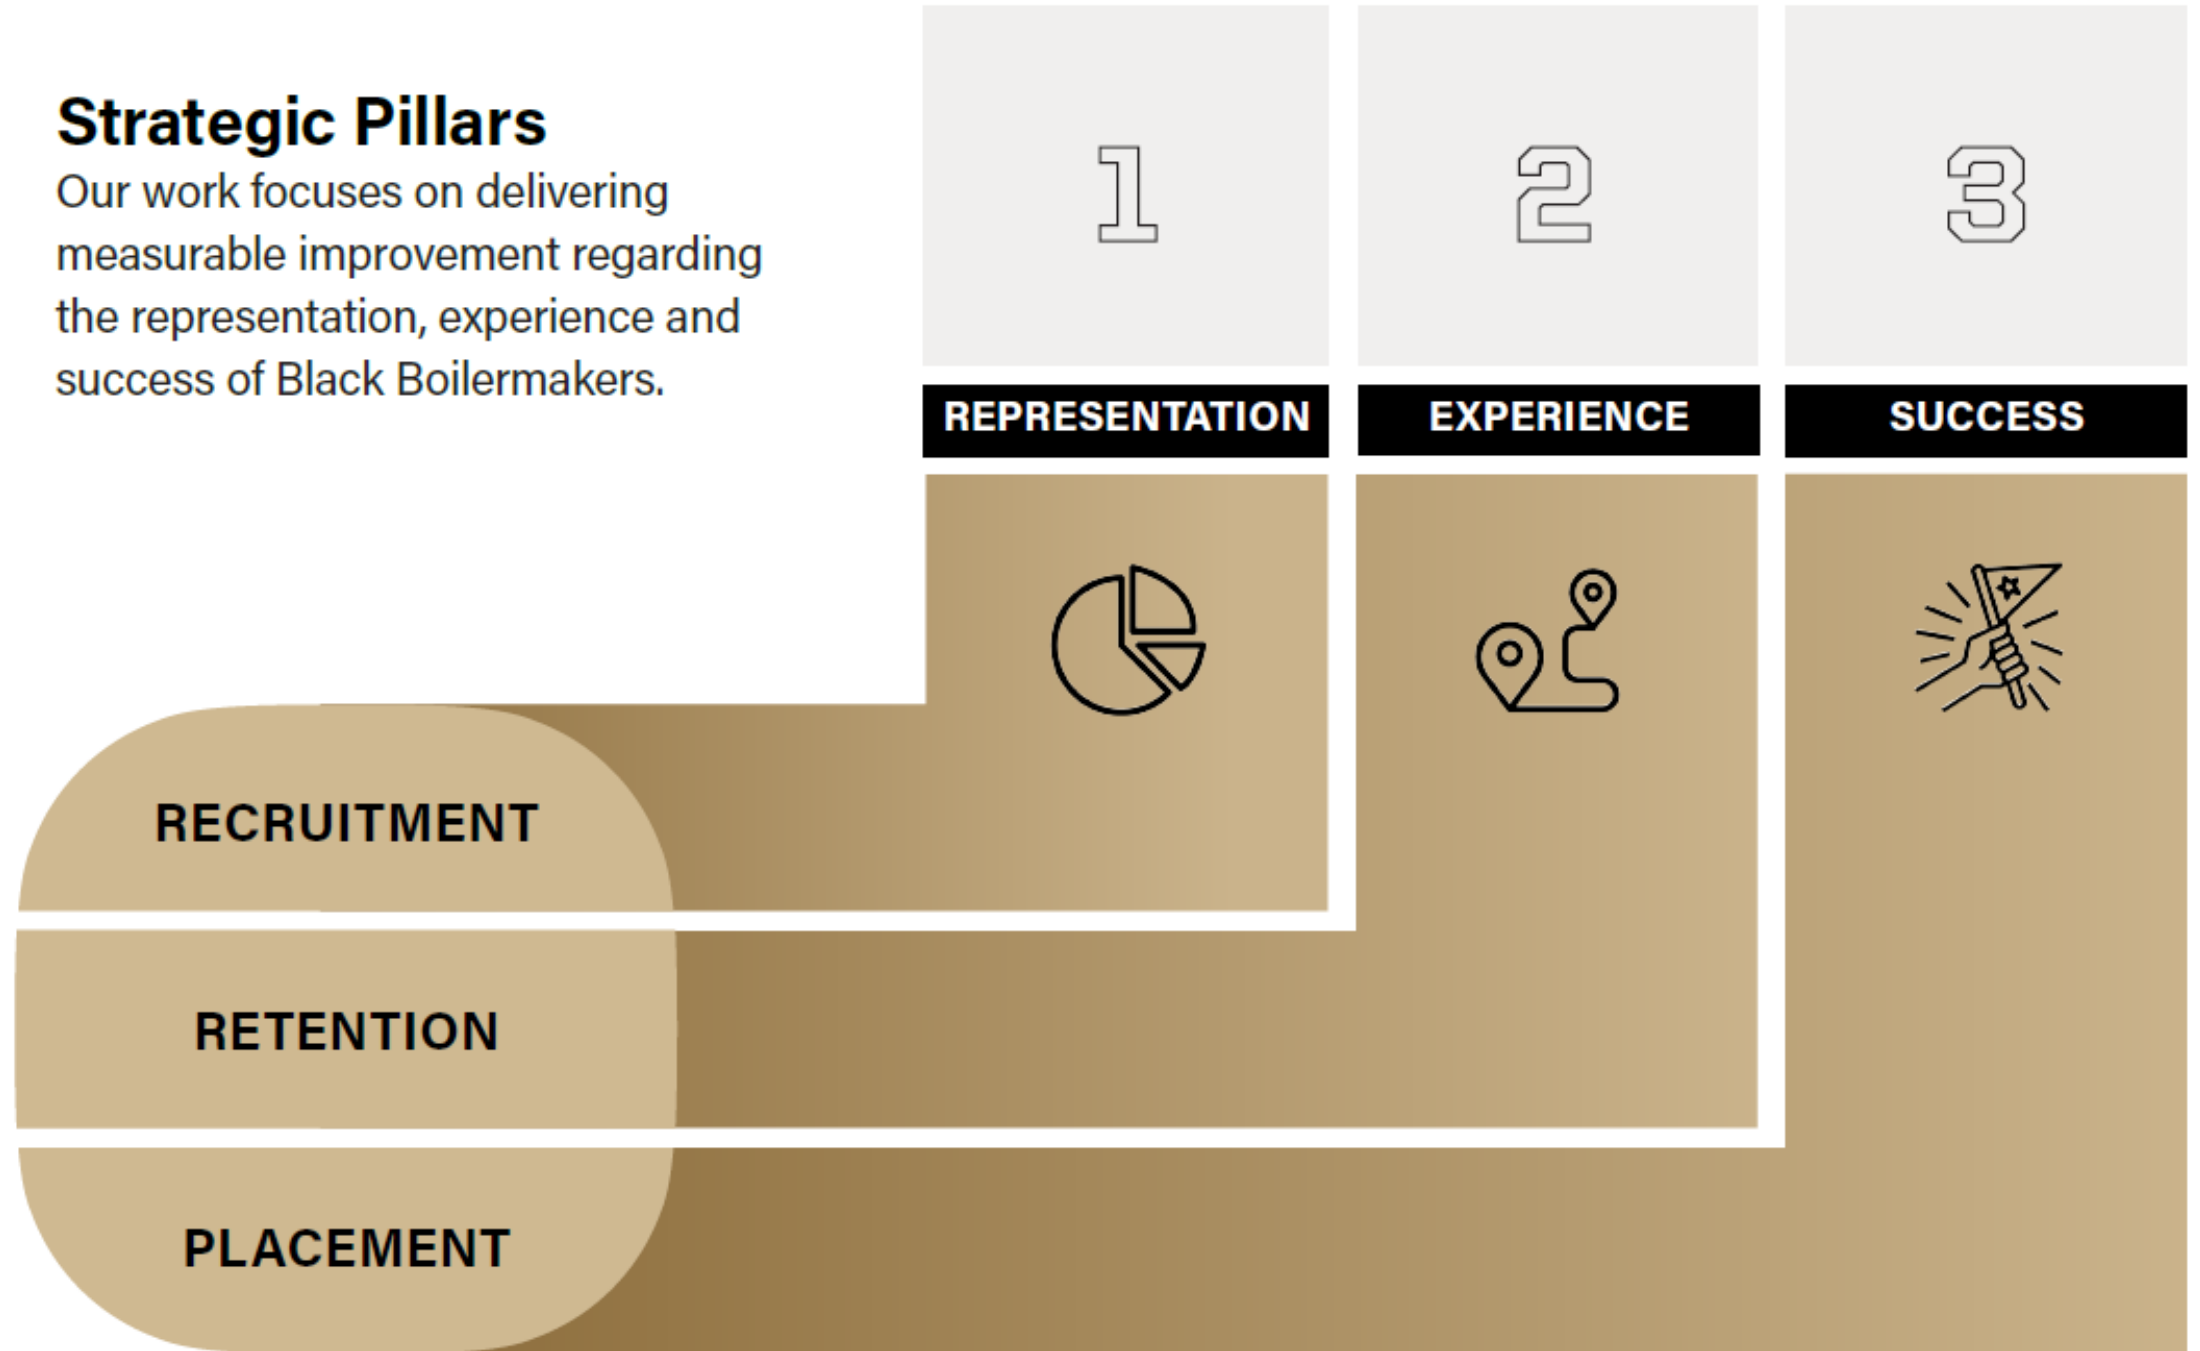 Strategic Pillars
Our work focuses on delivering
measurable improvement regarding
the representation, experience and
success of Black Boilermakers.
1
2
3
REPRESENTATION
EXPERIENCE
SUCCESS
RECRUITMENT
RETENTION
PLACEMENT